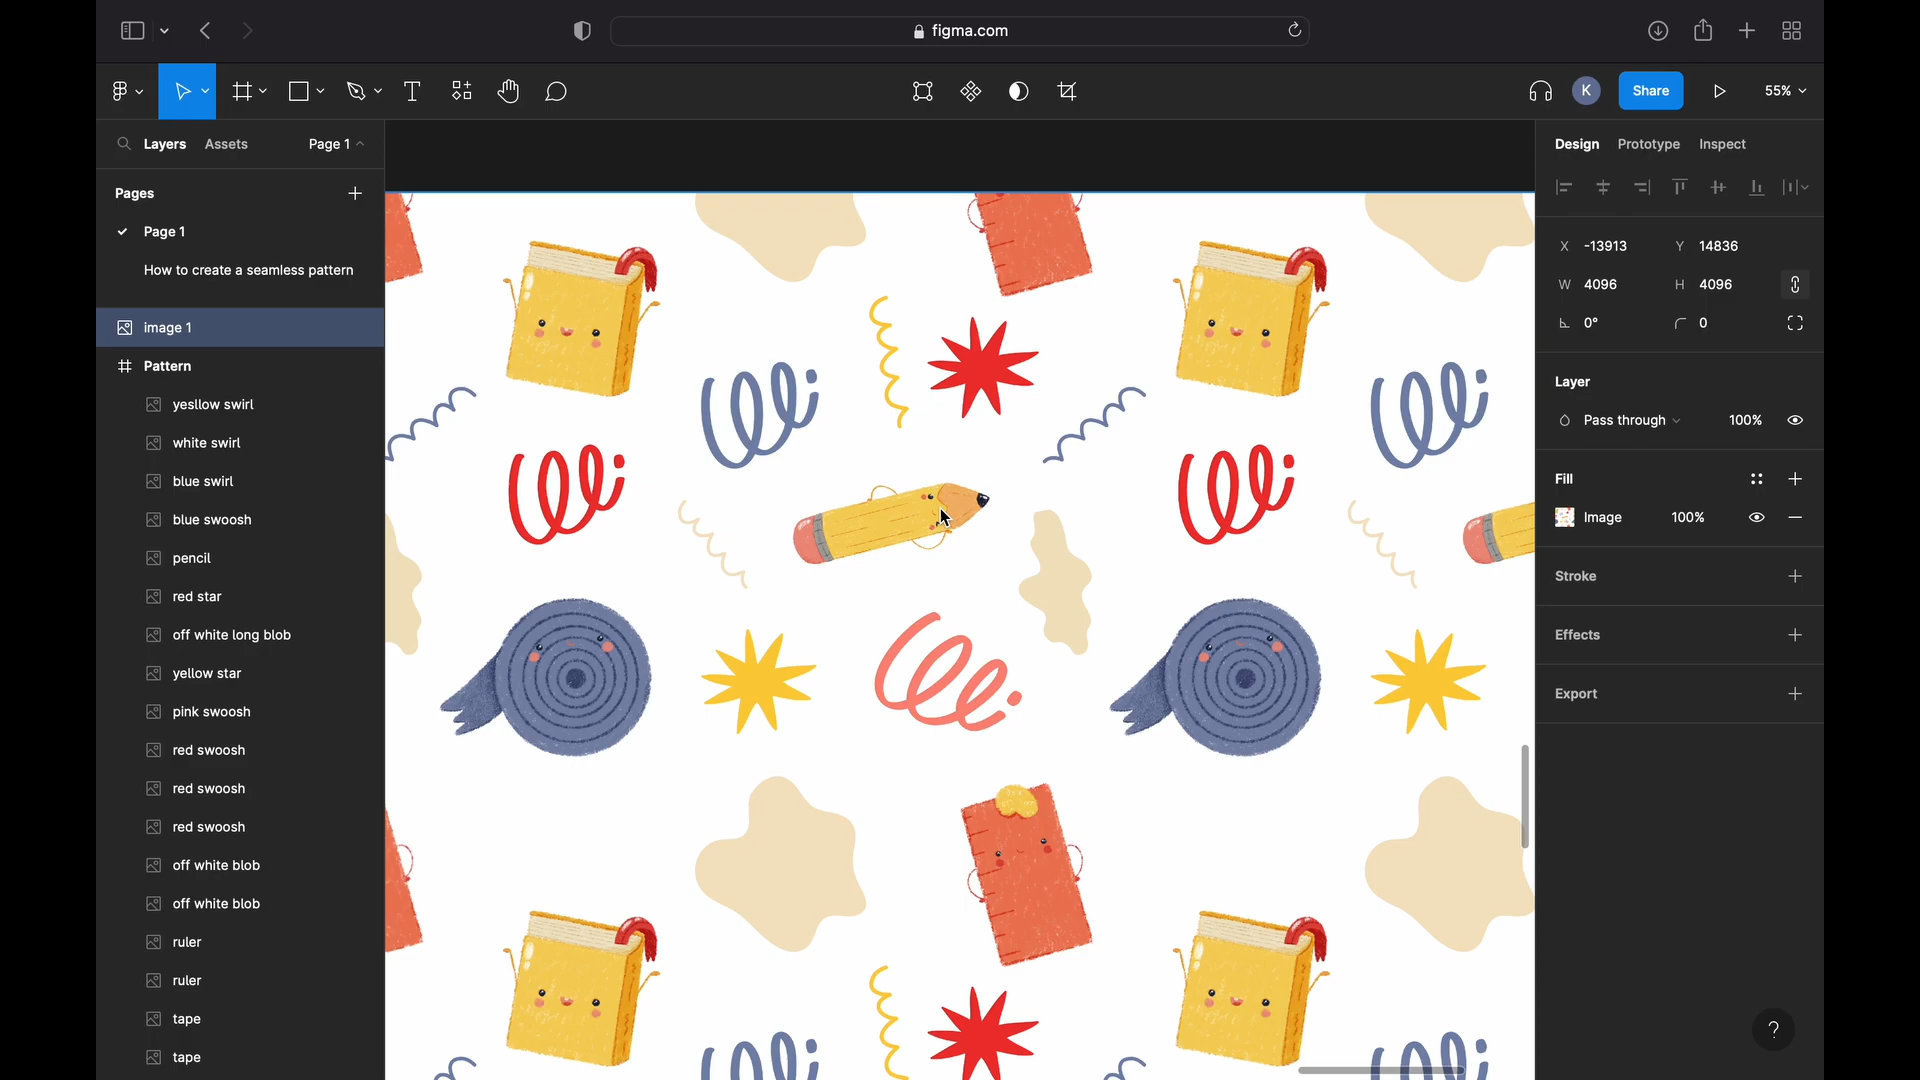 figma.com
K
Share
55%
Layers
Assets
Page 1
Design
Prototype
Inspect
Pages
Page 1
How to create a seamless pattern
X -13913
Y 14836
W 4096
H 4096
0°
0
image 1
Pattern
yesllow swirl
white swirl
blue swirl
blue swoosh
pencil
red star
off white long blob
yellow star
pink swoosh
red swoosh
red swoosh
red swoosh
off white blob
off white blob
ruler
ruler
tape
tape
Layer
Pass through
100%
Fill
Image
100%
Stroke
Effects
Export
?